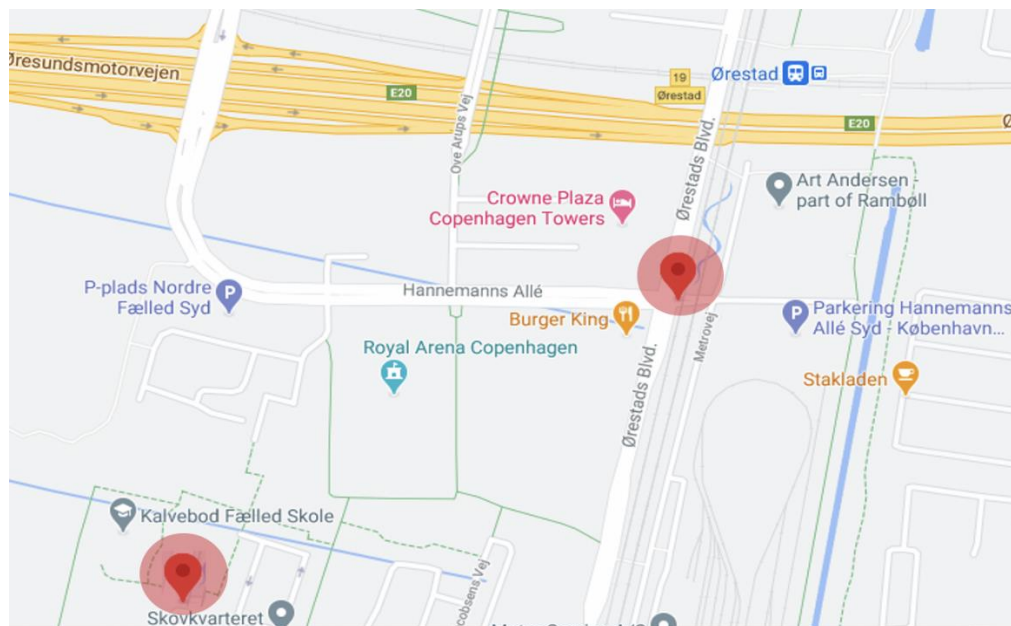 Øresundsmotorvejen
E20
Ove Arups Vej
19
Ørestad
Ørestad
Ørestads Blvd.
E20
Art Andersen -
part of Rambøll
Crowne Plaza
Copenhagen Towers
P-plads Nordre
Fælled Syd
P
Hannemanns Allé
Burger King
P
Parkering Hannemanns
Allé Syd - København...
Royal Arena Copenhagen
Ørestads Blvd.
Metrovej
Stakladen
Kalvebod Fælled Skole
Skovkvarteret